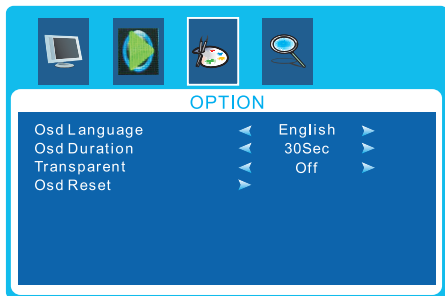 OPTION
Osd Language English
Osd Duration 30Sec
Transparent Off
Osd Reset